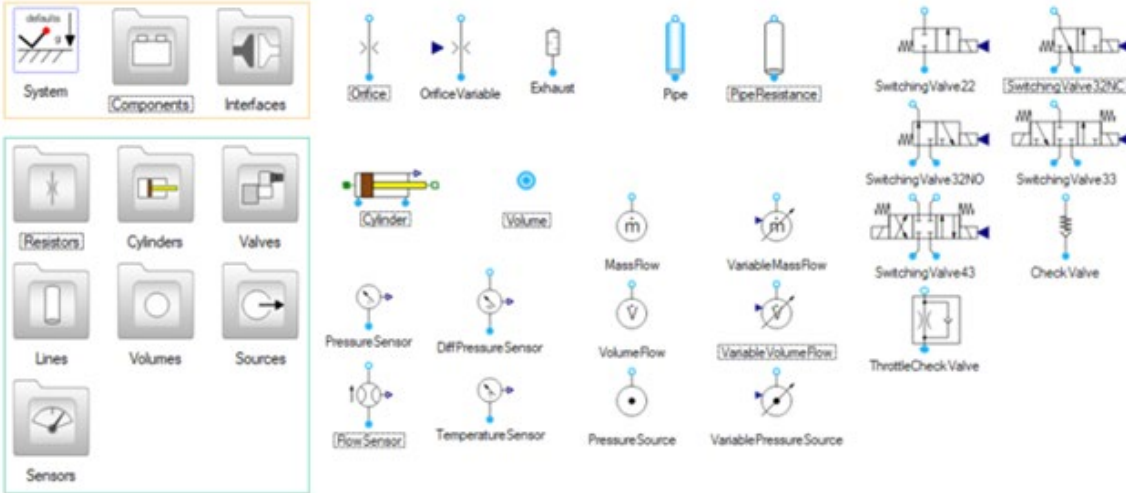 defaults
g
System
Components
Interfaces
Resistors
Cylinders
Valves
Lines
Volumes
Sources
Sensors
Orifice
OrificeVariable
Exhaust
Pipe
PipeResistance
Cylinder
Volume
MassFlow
VariableMassFlow
PressureSensor
DiffPressureSensor
VolumeFlow
VariableVolumeFlow
FlowSensor
TemperatureSensor
PressureSource
VariablePressureSource
SwitchingValve22
SwitchingValve32NC
SwitchingValve32NO
SwitchingValve33
SwitchingValve43
CheckValve
ThrottleCheckValve
ṁ
ṁ
V̇
V̇